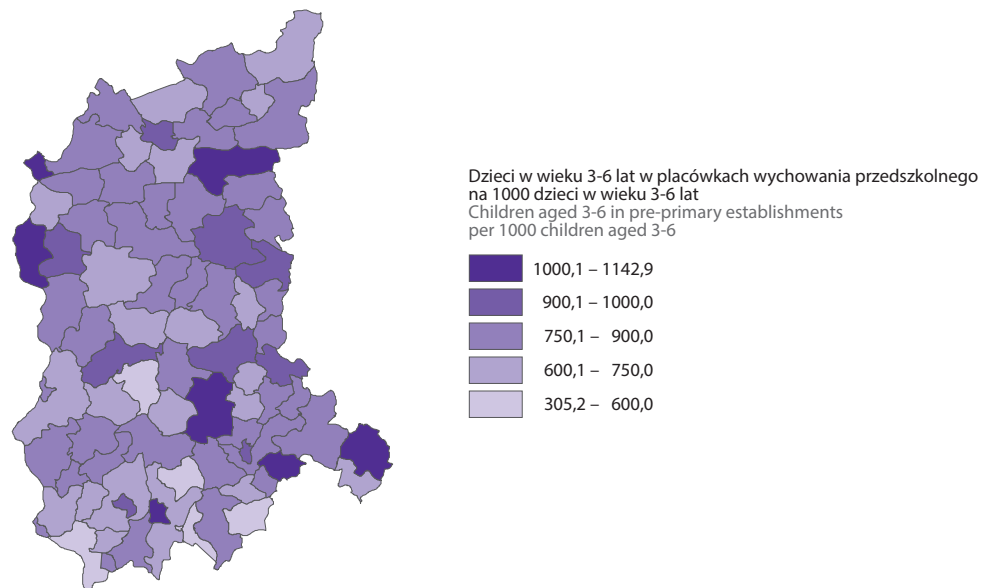 Dzieci w wieku 3-6 lat w placówkach wychowania przedszkolnego
na 1000 dzieci w wieku 3-6 lat
Children aged 3-6 in pre-primary establishments
per 1000 children aged 3-6
1000,1 – 1142,9
900,1 – 1000,0
750,1 – 900,0
600,1 – 750,0
305,2 – 600,0